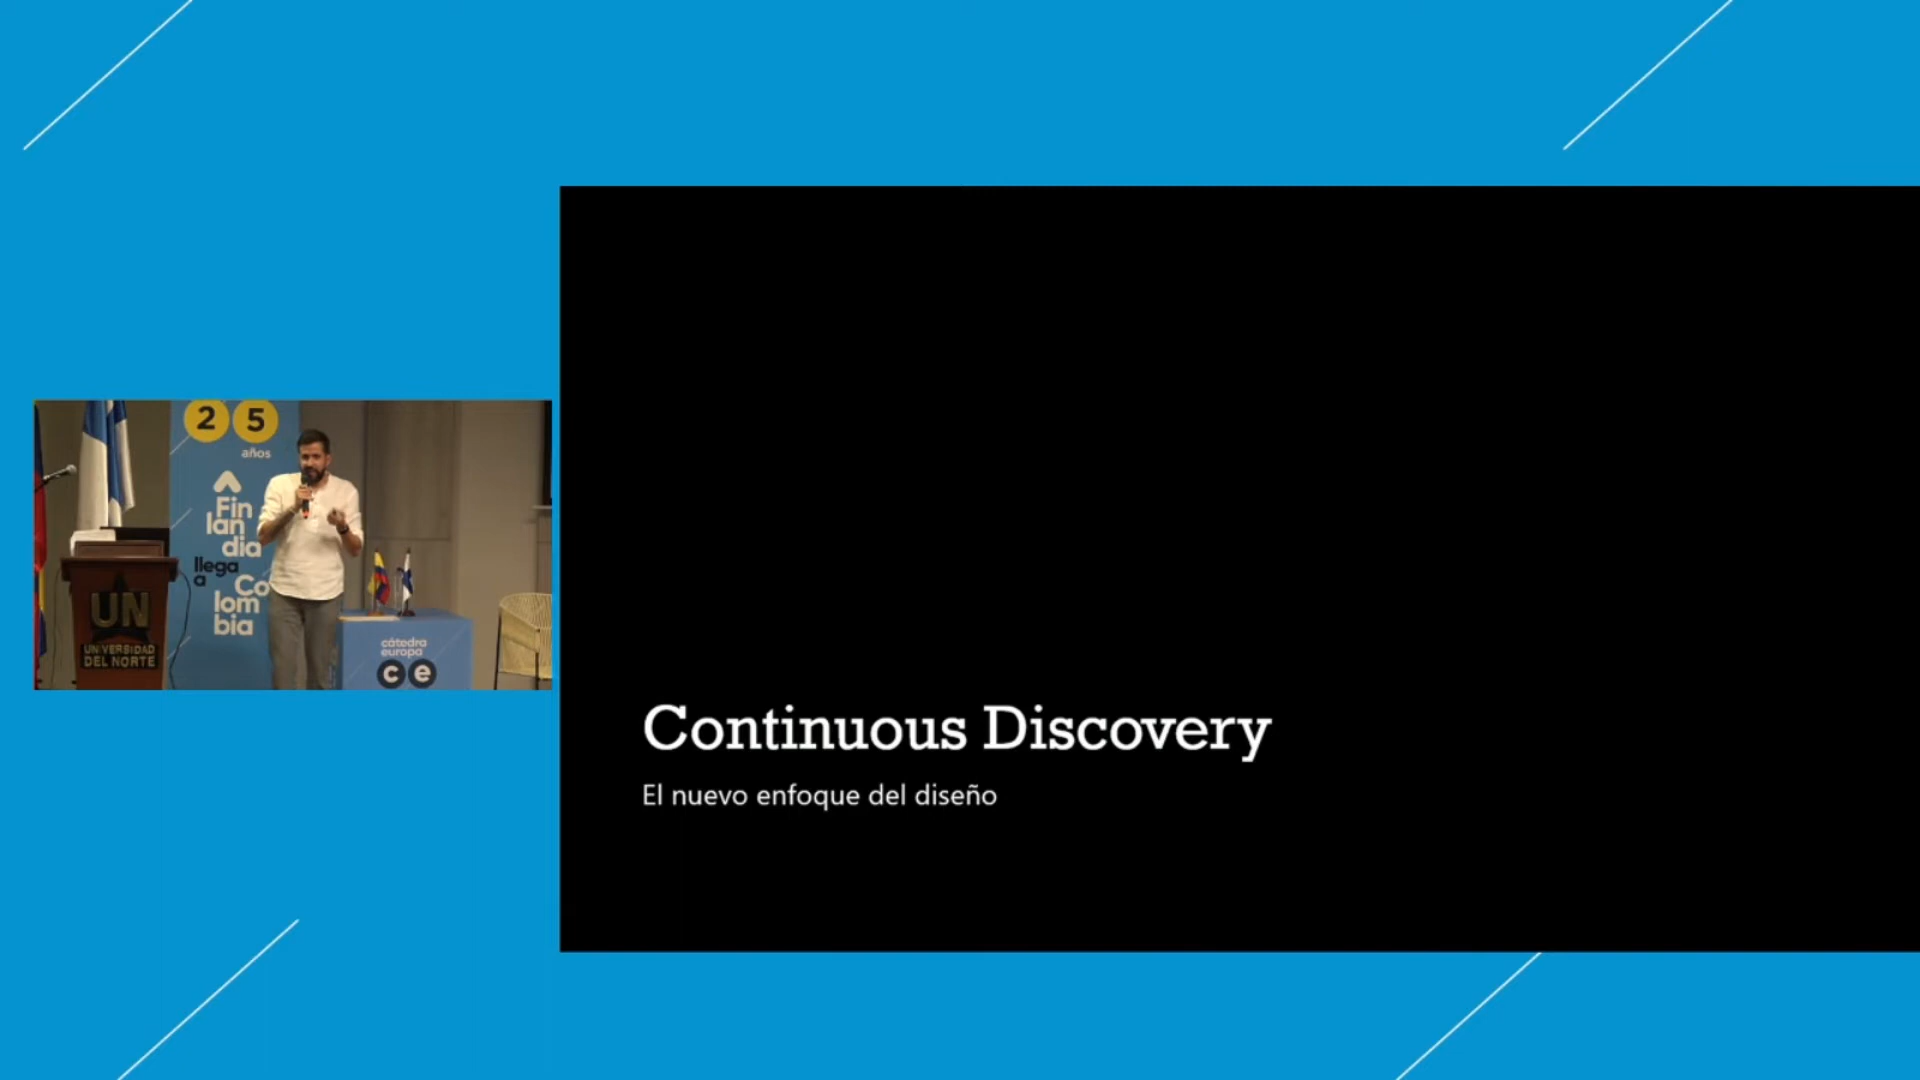 2 5
años
Fin
lan
dia
llega
a
Co
lom
bia
UN
UNIVERSIDAD
DEL NORTE
cátedra
europa
c e
Continuous Discovery
El nuevo enfoque del diseño